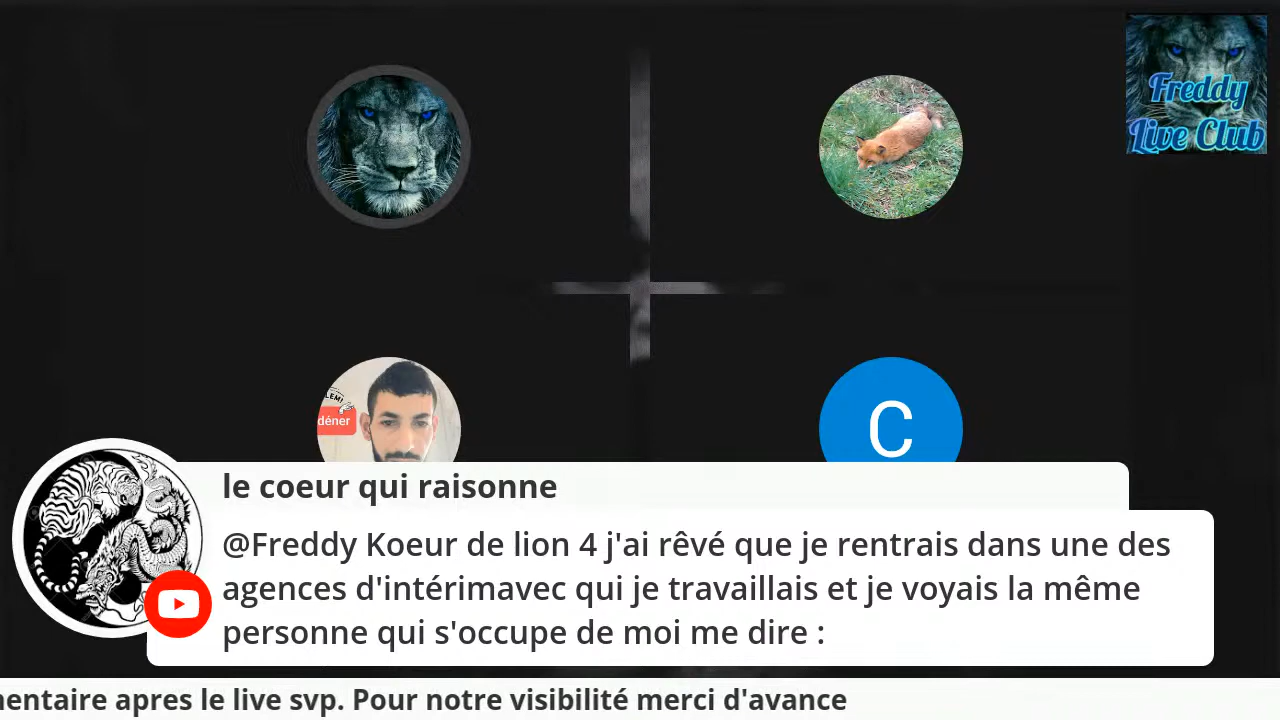 Freddy
Live Club
LEMI
déner
C
le coeur qui raisonne
@Freddy Koeur de lion 4 j'ai rêvé que je rentrais dans une des
agences d'intérimavec qui je travaillais et je voyais la même
personne qui s'occupe de moi me dire :
mentaire apres le live svp. Pour notre visibilité merci d'avance